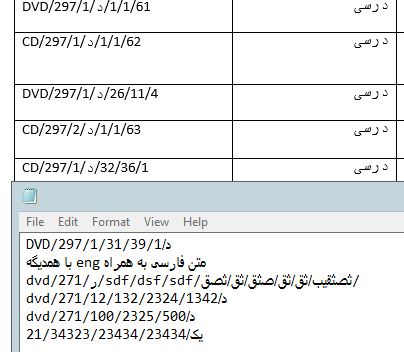 DVD/297/1/د/1/1/61 درسی
CD/297/1/د/1/1/62 درسی
DVD/297/1/د/26/11/4 درسی
CD/297/2/د/1/1/63 درسی
CD/297/1/د/32/36/1 درسی
File Edit Format View Help
DVD/297/1/31/39/1/د
متن فارسی به همراه eng با همدیگه
dvd/271/ر/sdf/dsf/sdf/ثصثقیب/ثق/ثق/صثق/ثق/ثصق/
dvd/271/12/132/2324/1342/د
dvd/271/100/2325/500/د
21/34323/23434/23434/یک